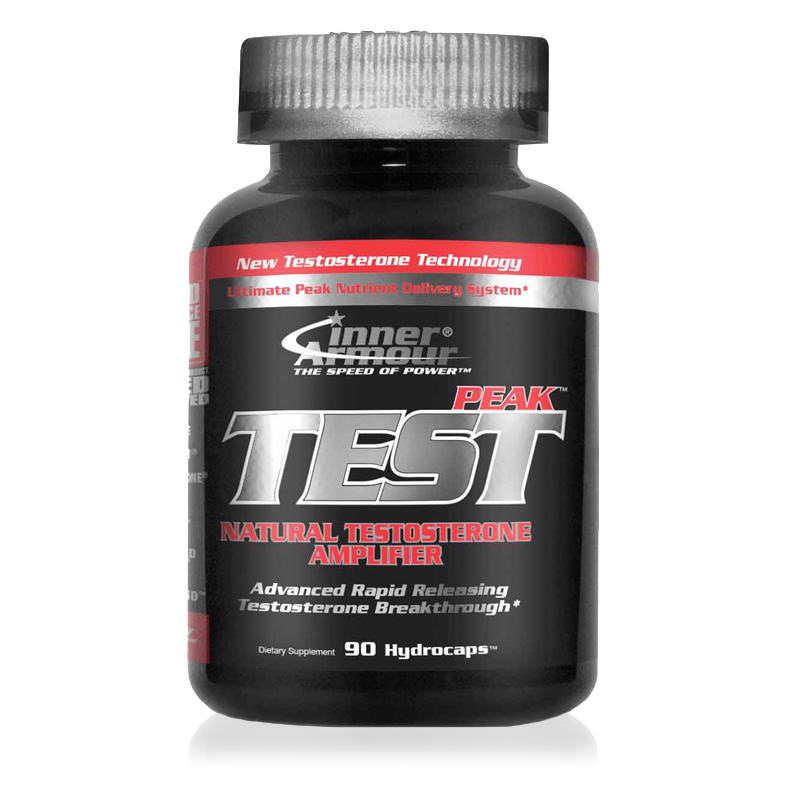 New Testosterone Technology
Ultimate Peak Nutrient Delivery System*
inner®
Armour
THE SPEED OF POWER™
PEAK™
TEST
NATURAL TESTOSTERONE
AMPLIFIER
Advanced Rapid Releasing
Testosterone Breakthrough*
Dietary Supplement 90 Hydrocaps™